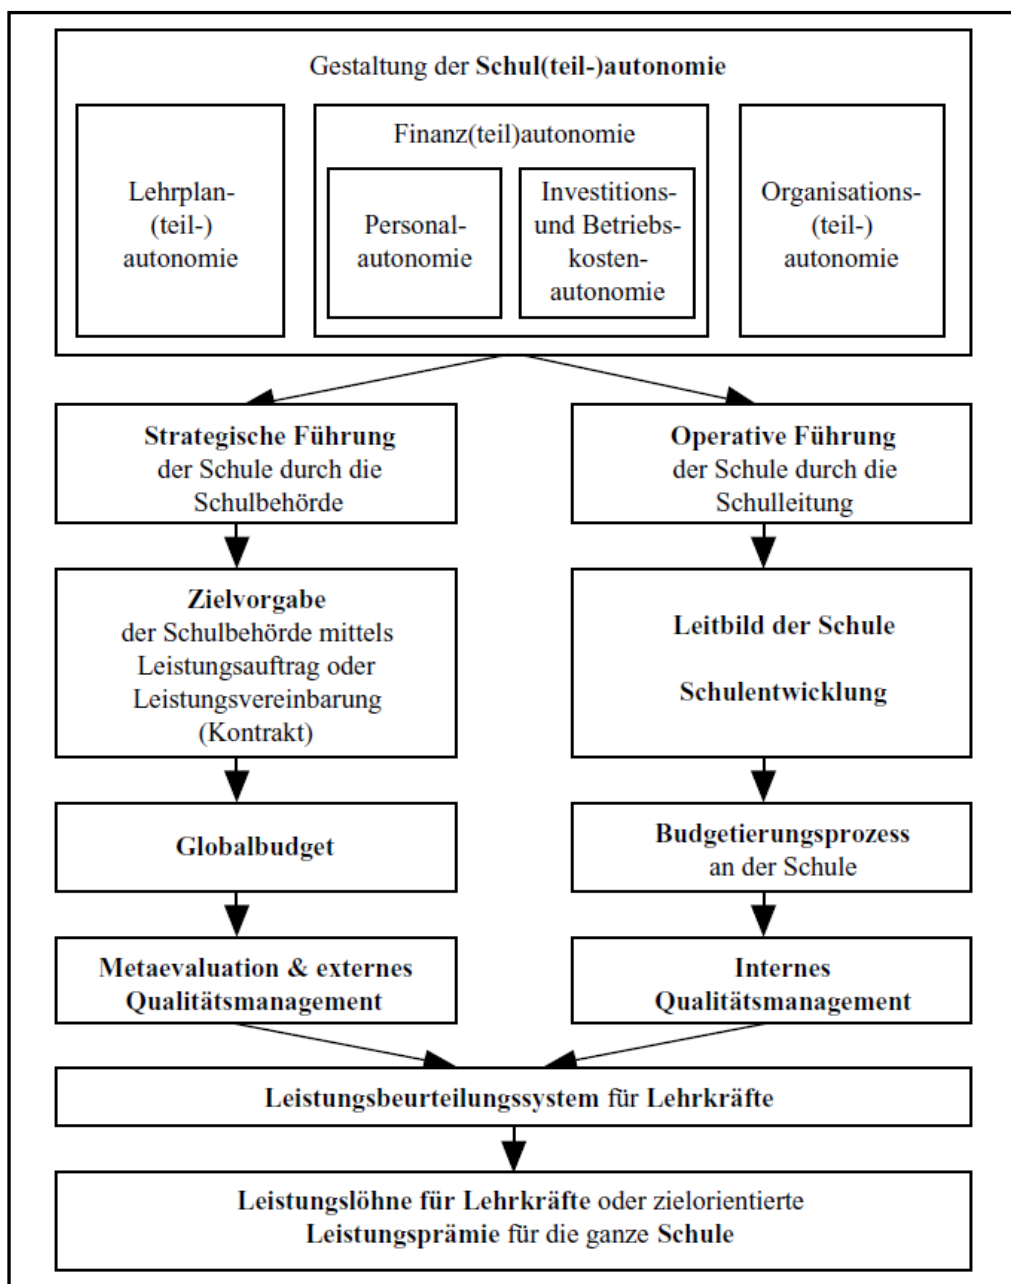 Gestaltung der Schul(teil-)autonomie
Lehrplan-
(teil-)
autonomie
Finanz(teil)autonomie
Personal-
autonomie
Investitions-
und Betriebs-
kosten-
autonomie
Organisations-
(teil-)
autonomie
Strategische Führung
der Schule durch die
Schulbehörde
Operative Führung
der Schule durch die
Schulleitung
Zielvorgabe
der Schulbehörde mittels
Leistungsauftrag oder
Leistungsvereinbarung
(Kontrakt)
Leitbild der Schule
Schulentwicklung
Globalbudget
Budgetierungsprozess
an der Schule
Metaevaluation & externes
Qualitätsmanagement
Internes
Qualitätsmanagement
Leistungsbeurteilungssystem für Lehrkräfte
Leistungslöhne für Lehrkräfte oder zielorientierte
Leistungsprämie für die ganze Schule